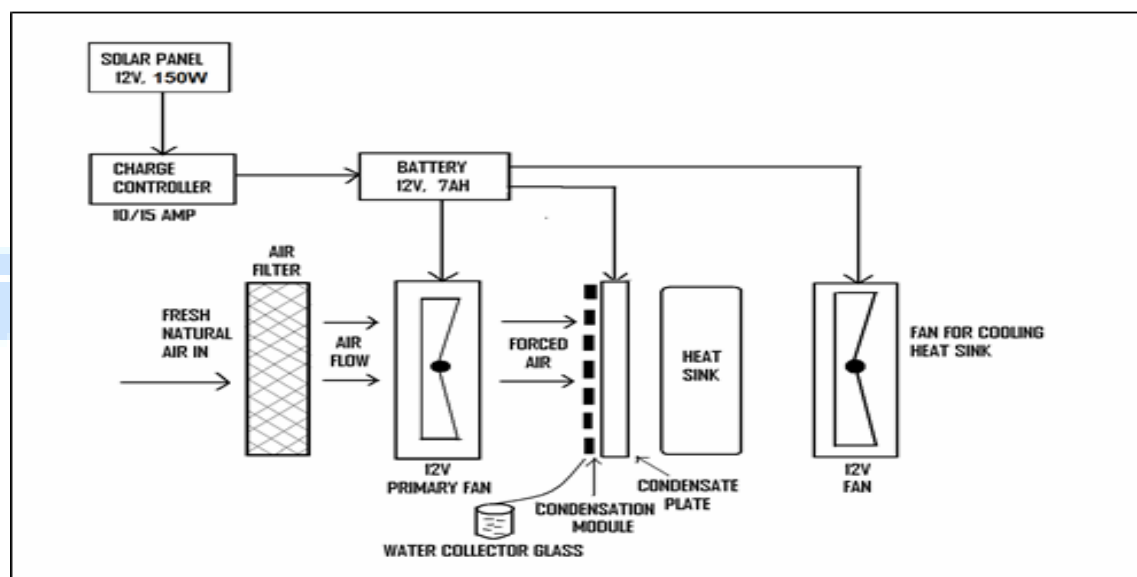 SOLAR PANEL
12V, 150W
CHARGE
CONTROLLER
10/15 AMP
BATTERY
12V, 7AH
AIR
FILTER
FRESH
NATURAL
AIR IN
AIR
FLOW
12V
PRIMARY FAN
FORCED
AIR
HEAT
SINK
FAN FOR COOLING
HEAT SINK
12V
FAN
CONDENSATE
PLATE
CONDENSATION
MODULE
WATER COLLECTOR GLASS